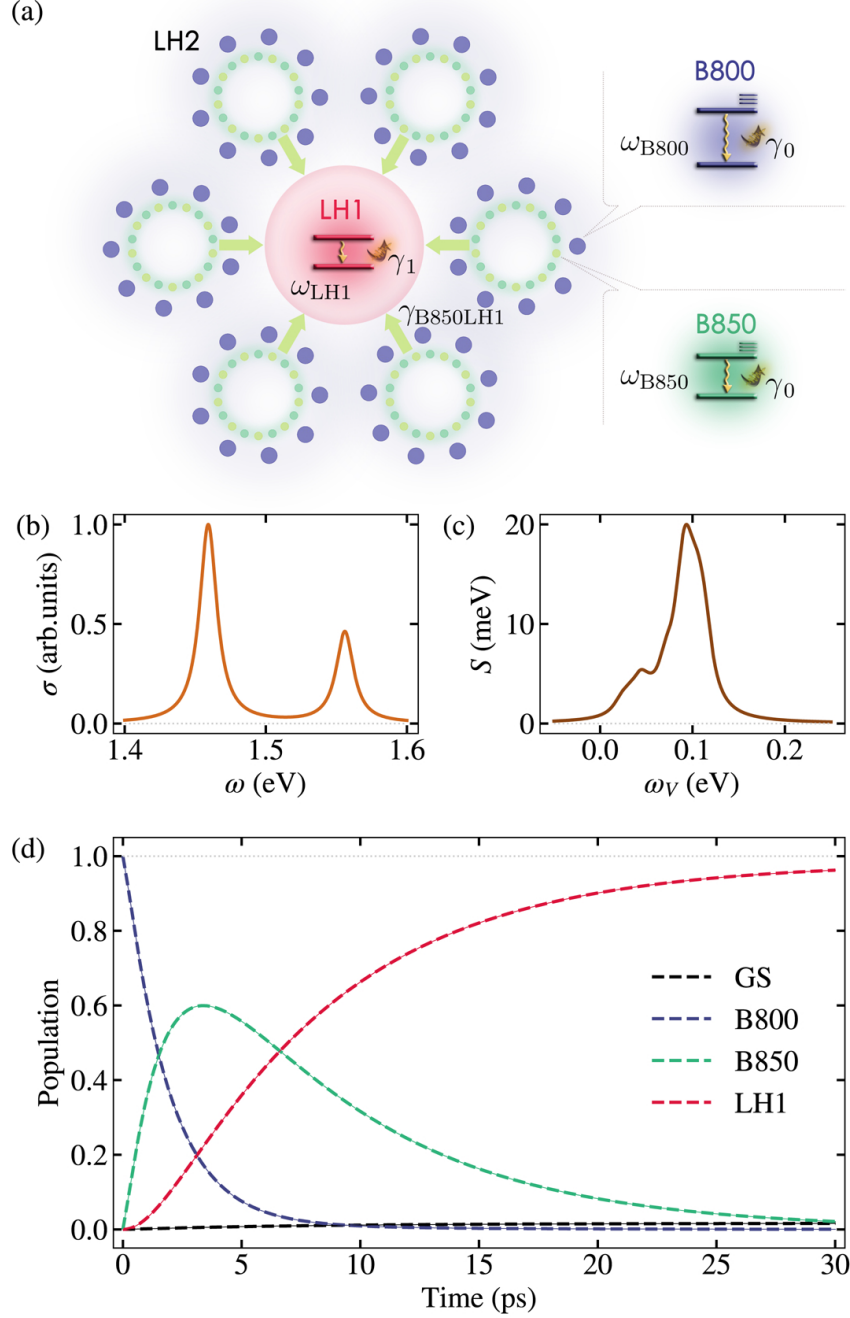 (a)
LH2
B800
ω_B800
γ_0
LH1
γ_1
ω_LH1
γ_B850LH1
B850
ω_B850
γ_0
(b)
1.0
0.5
0.0
σ (arb.units)
1.4
1.5
1.6
ω (eV)
(c)
20
10
0
S (meV)
0.0
0.1
0.2
ω_V (eV)
(d)
1.0
0.8
0.6
0.4
0.2
0.0
Population
GS
B800
B850
LH1
0
5
10
15
20
25
30
Time (ps)